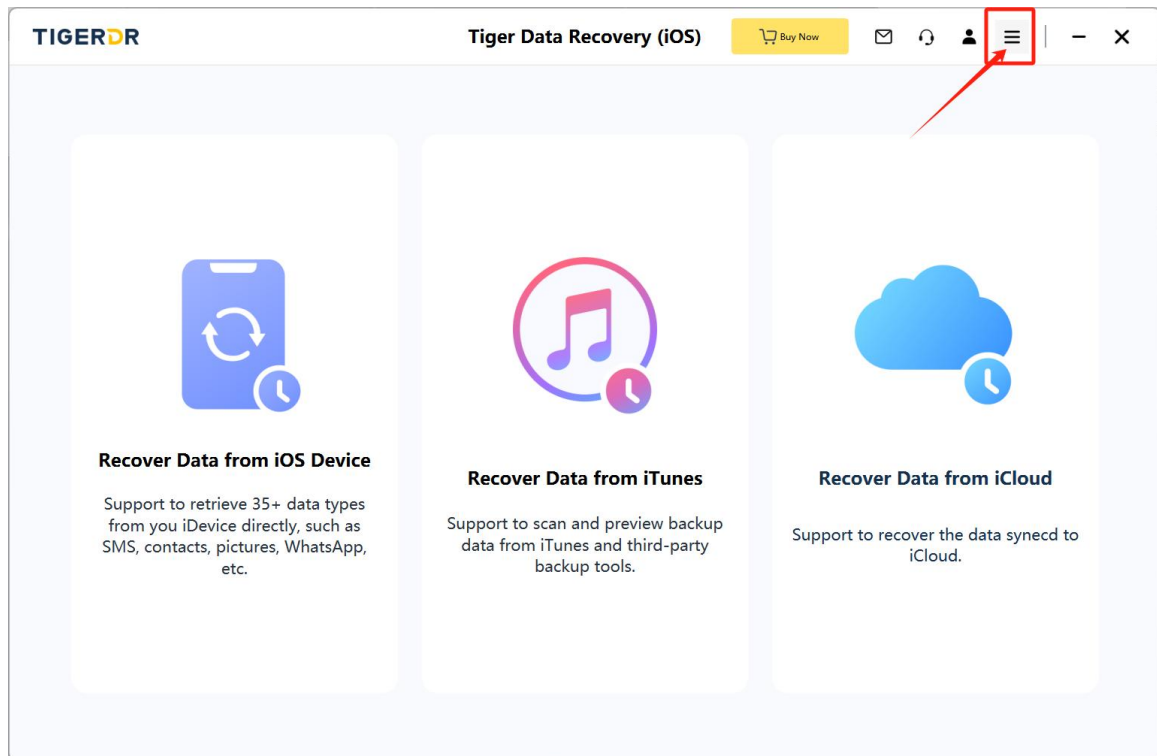 TIGERDR
Tiger Data Recovery (iOS)
Buy Now
Recover Data from iOS Device
Support to retrieve 35+ data types
from you iDevice directly, such as
SMS, contacts, pictures, WhatsApp,
etc.
Recover Data from iTunes
Support to scan and preview backup
data from iTunes and third-party
backup tools.
Recover Data from iCloud
Support to recover the data synecd to
iCloud.